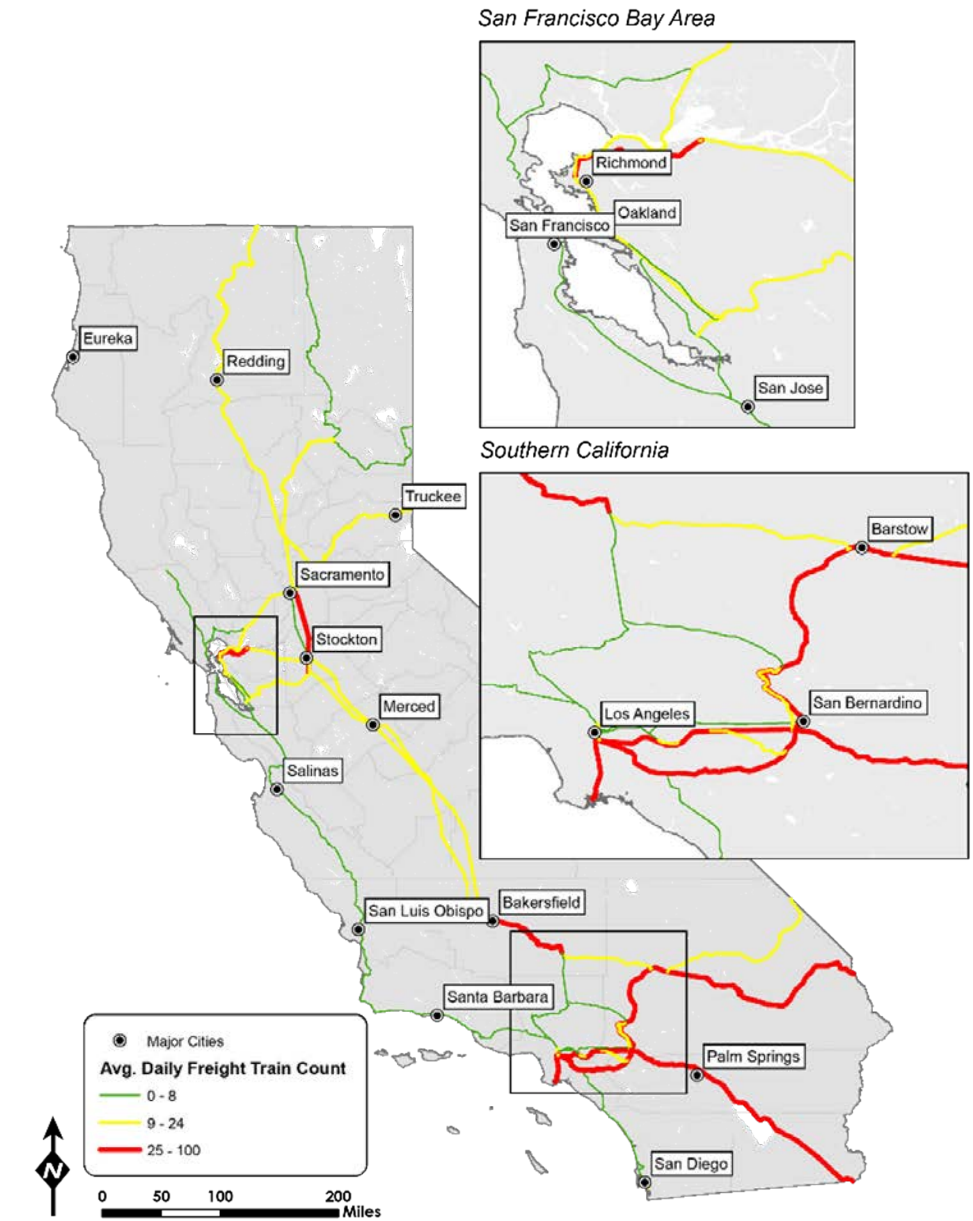 San Francisco Bay Area
Richmond
Oakland
San Francisco
San Jose
Southern California
Barstow
San Bernardino
Los Angeles
Eureka
Redding
Truckee
Sacramento
Stockton
Merced
Salinas
San Luis Obispo
Bakersfield
Santa Barbara
Palm Springs
San Diego
Major Cities
Avg. Daily Freight Train Count
0 - 8
9 - 24
25 - 100
N
0 50 100 200
Miles